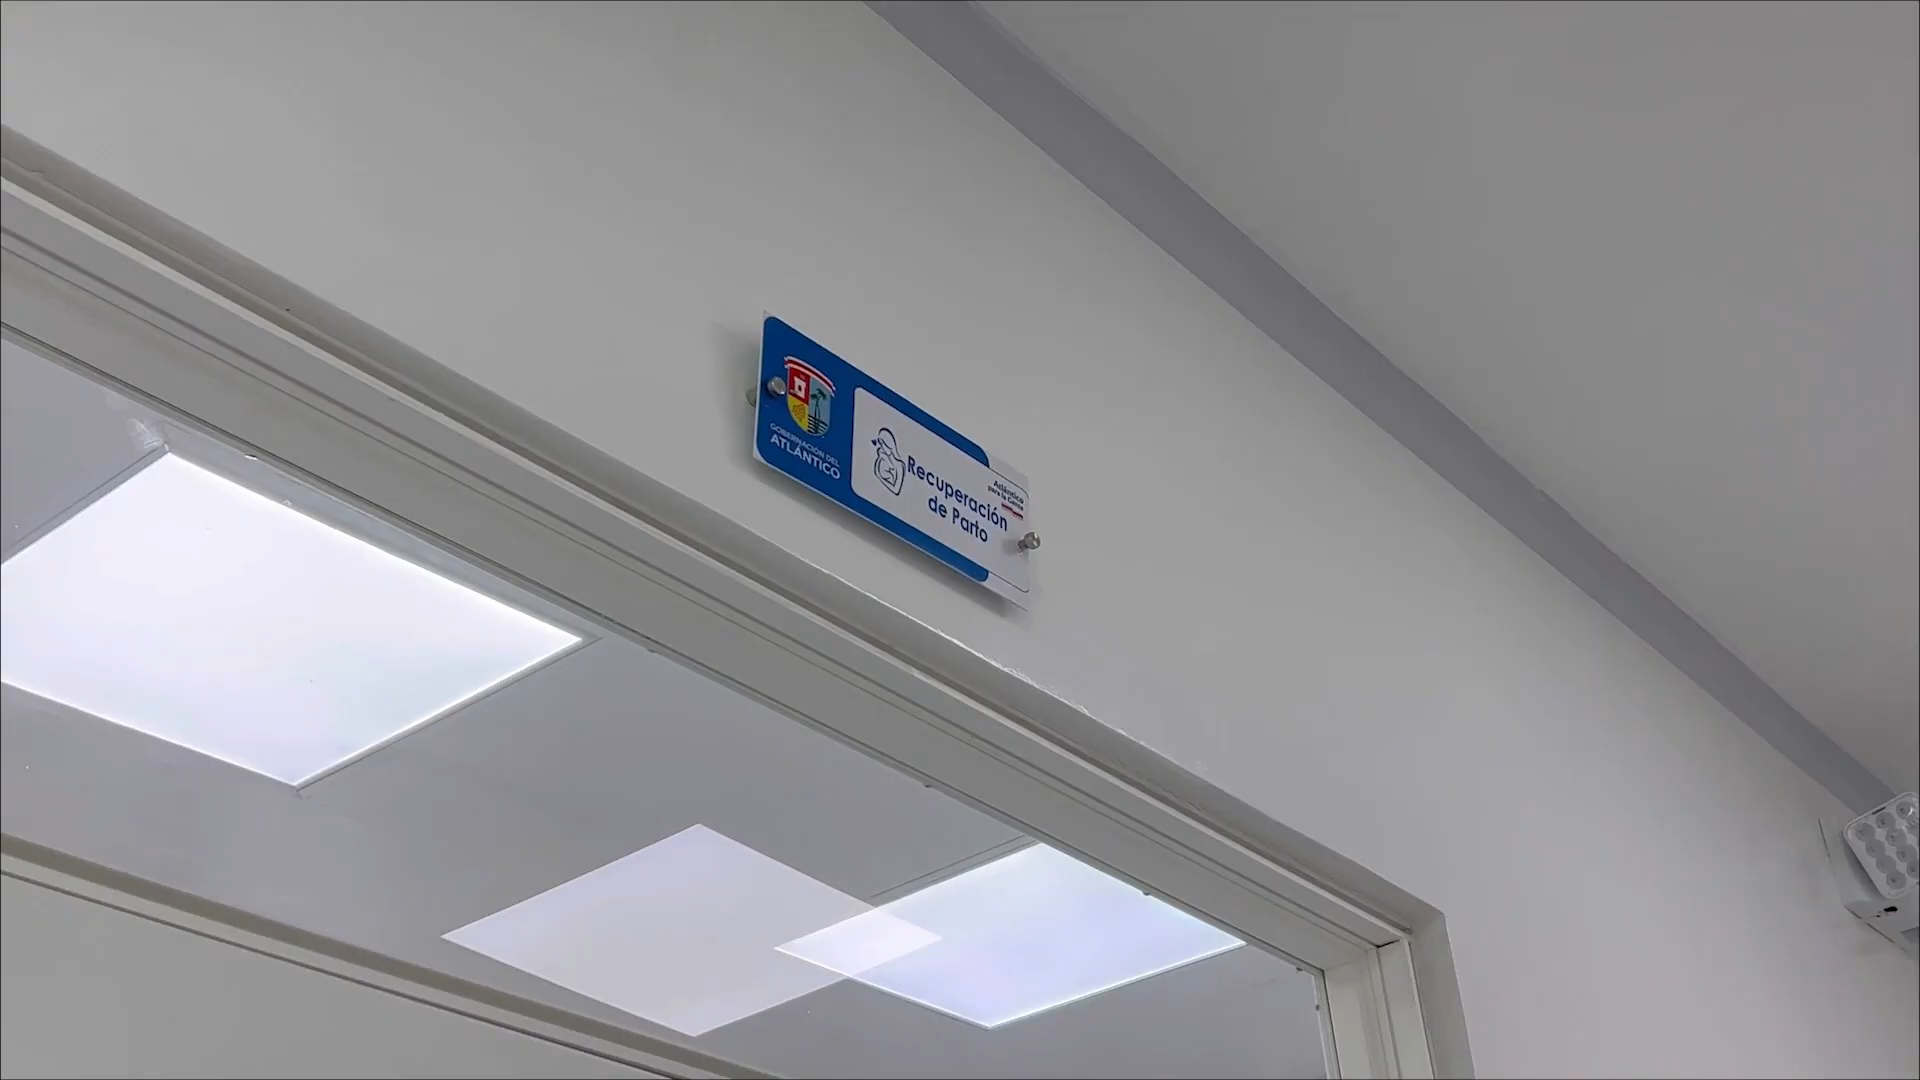 GOBERNACIÓN DEL
ATLÁNTICO
Recuperación
de Parto
Atlántico
para la Gente